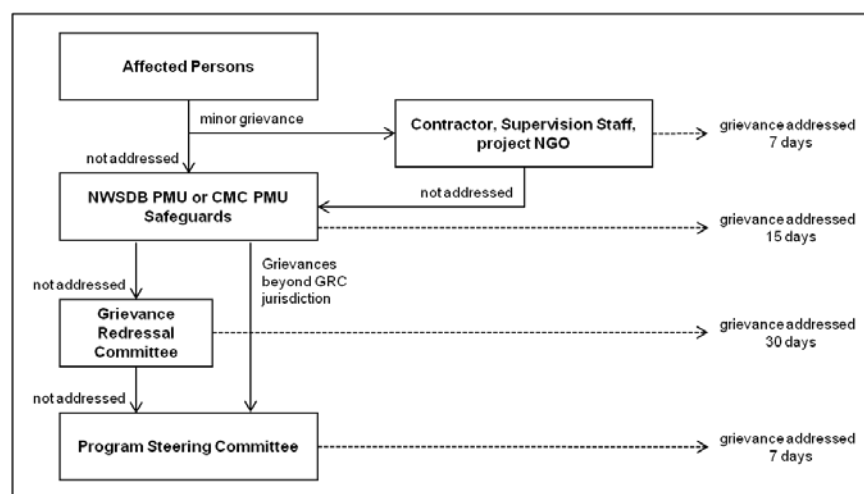 Affected Persons
minor grievance
Contractor, Supervision Staff,
project NGO
grievance addressed
7 days
not addressed
not addressed
NWSDB PMU or CMC PMU
Safeguards
grievance addressed
15 days
Grievances
beyond GRC
jurisdiction
not addressed
Grievance
Redressal
Committee
grievance addressed
30 days
not addressed
Program Steering Committee
grievance addressed
7 days